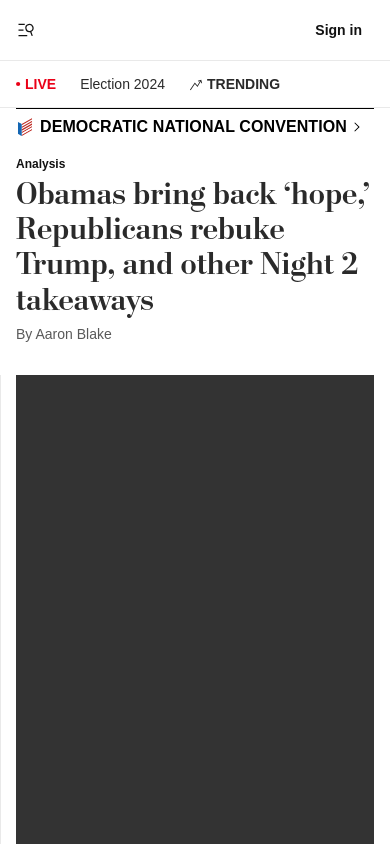 Sign in
LIVE
Election 2024
TRENDING
DEMOCRATIC NATIONAL CONVENTION
Analysis
Obamas bring back ‘hope,’
Republicans rebuke
Trump, and other Night 2
takeaways
By Aaron Blake